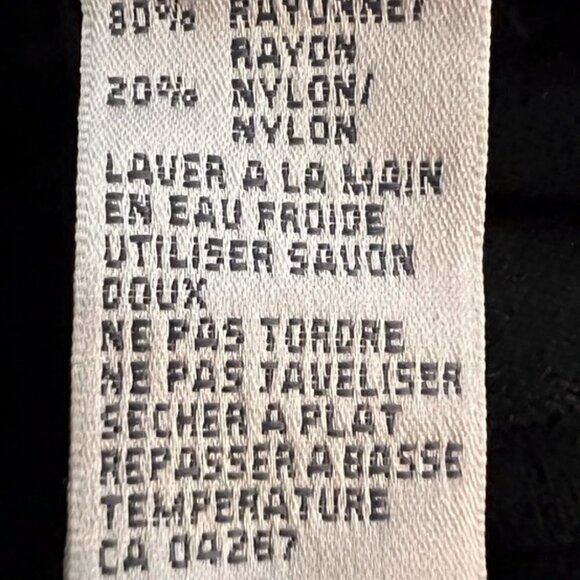 80% RAYONNE/
RAYON
20% NYLON/
NYLON
LAVER A LA MAIN
EN EAU FROIDE
UTILISER SAVON
DOUX
NE PAS TORDRE
NE PAS JAVELISER
SECHER A PLAT
REPASSER A BASSE
TEMPERATURE
CA 04287